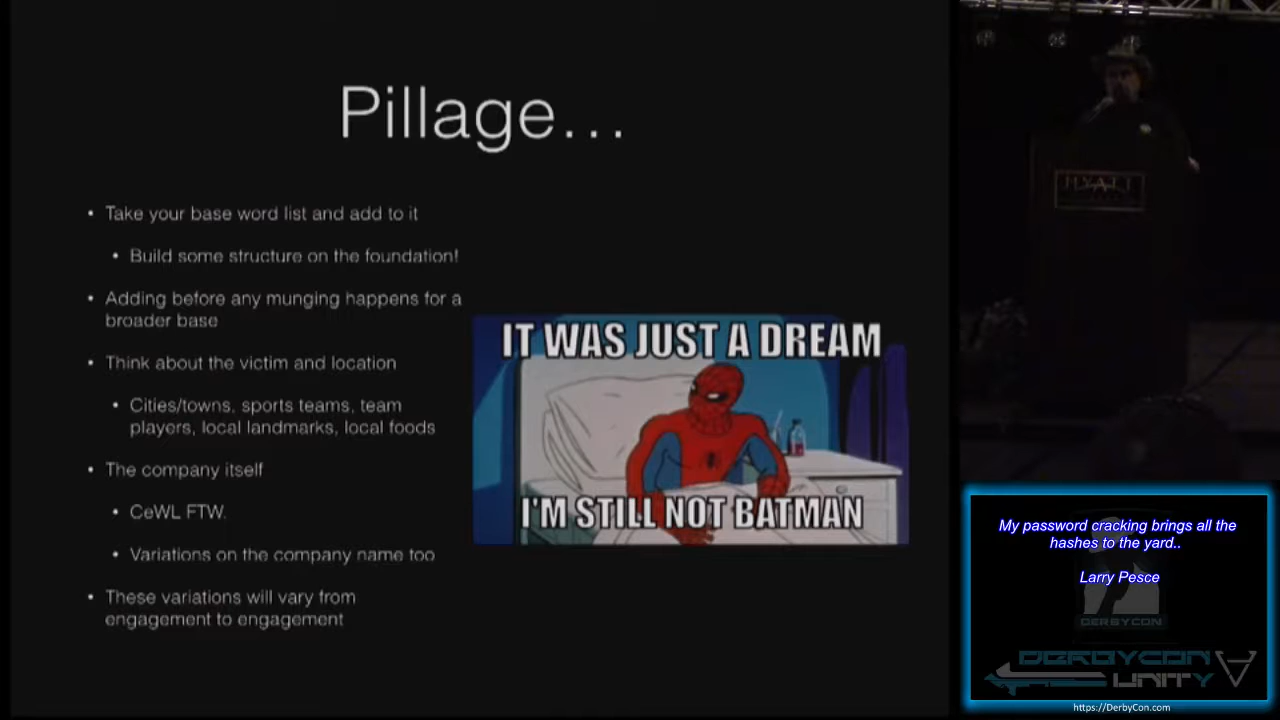 Pillage...
• Take your base word list and add to it
• Build some structure on the foundation!
• Adding before any munging happens for a
broader base
• Think about the victim and location
• Cities/towns, sports teams, team
players, local landmarks, local foods
• The company itself
• CeWL FTW.
• Variations on the company name too
• These variations will vary from
engagement to engagement
IT WAS JUST A DREAM
I'M STILL NOT BATMAN
HYATT
My password cracking brings all the
hashes to the yard..
Larry Pesce
DERBYCON
DERBYCON
UNITY
https://DerbyCon.com